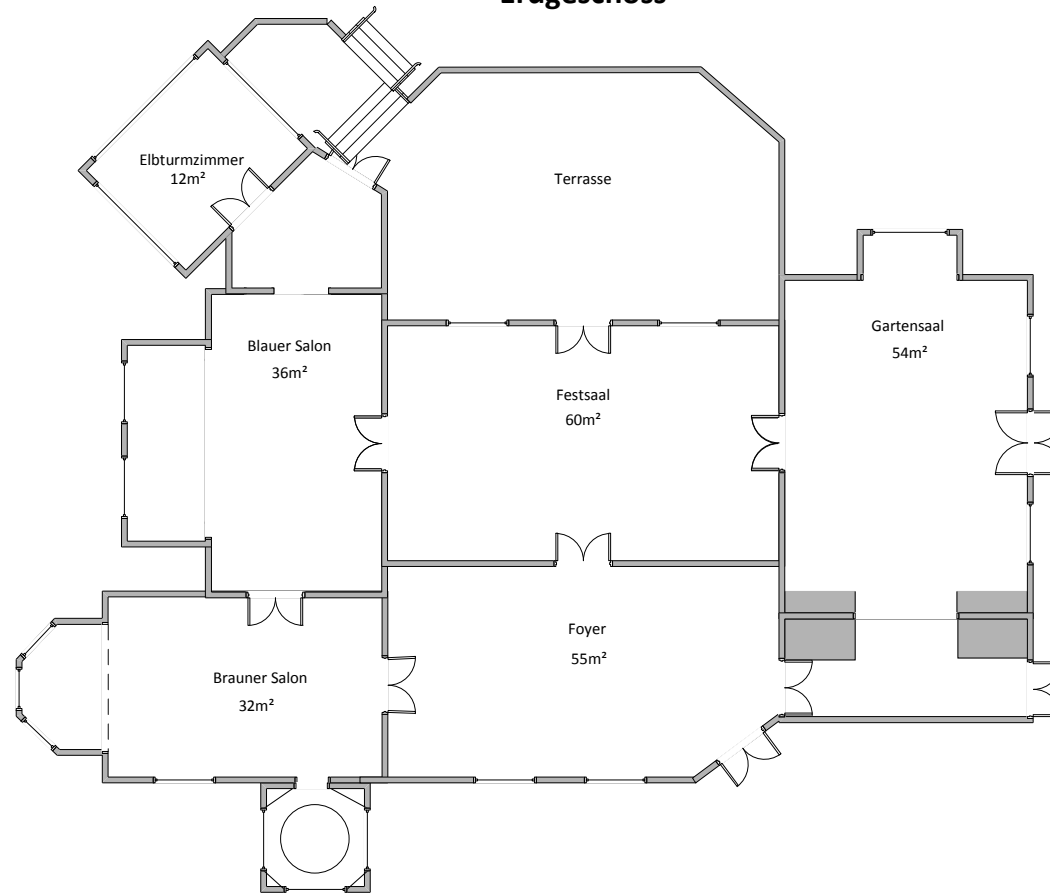 Erdgeschoss
Elbturmzimmer
12m²
Terrasse
Gartensaal
54m²
Blauer Salon
36m²
Festsaal
60m²
Foyer
55m²
Brauner Salon
32m²